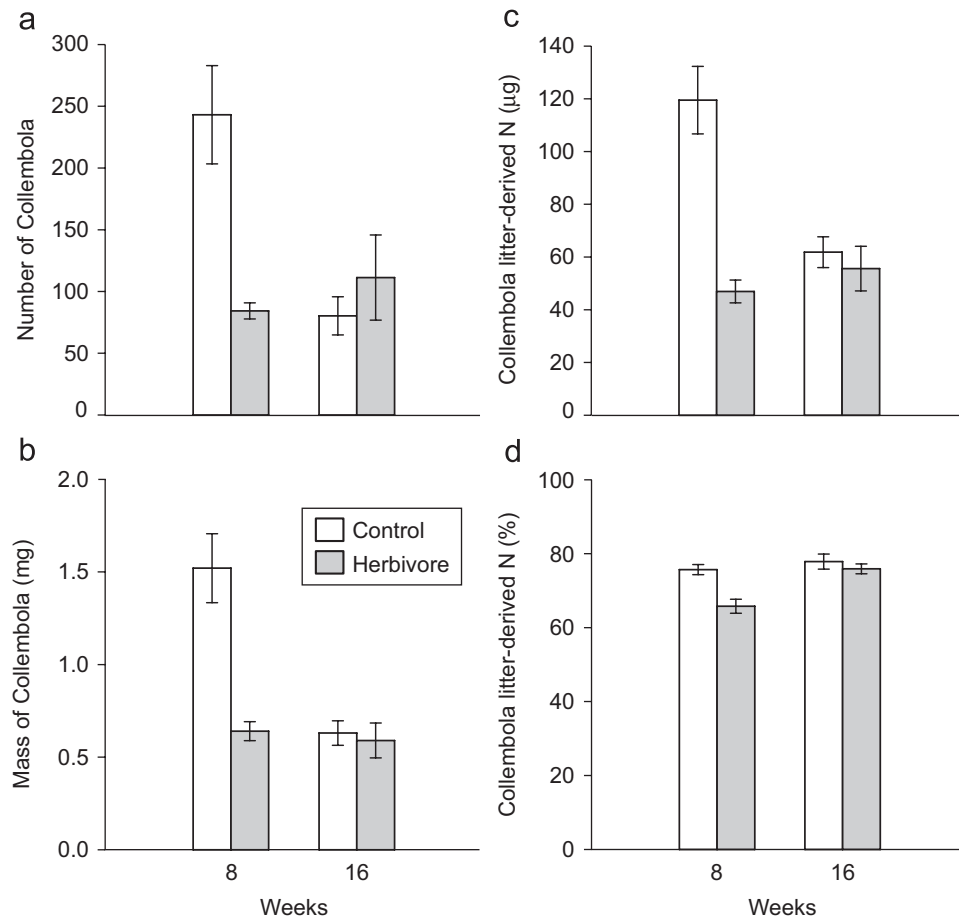 a
300
250
200
150
100
50
0
Number of Collembola
c
140
120
100
80
60
40
20
0
Collembola litter-derived N (μg)
b
2.0
1.5
1.0
0.5
0.0
Mass of Collembola (mg)
Control
Herbivore
8
16
Weeks
d
100
80
60
40
20
0
Collembola litter-derived N (%)
8
16
Weeks